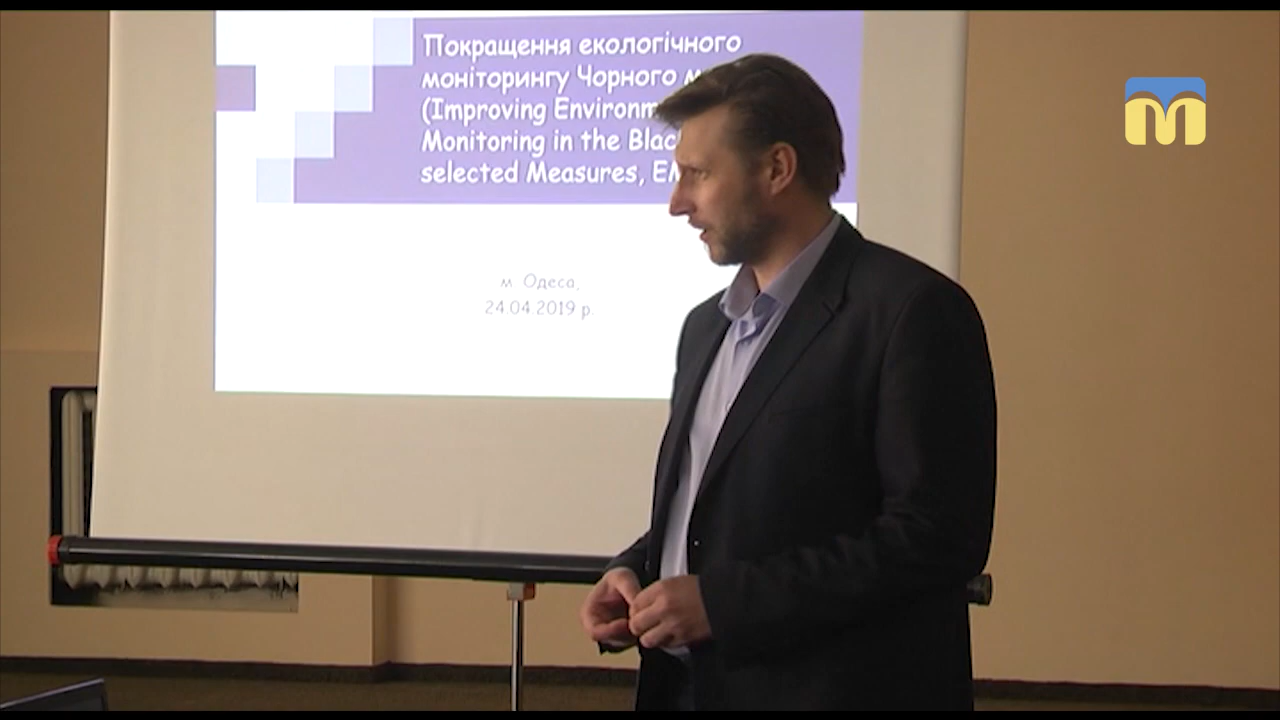 Покращення екологічного
моніторингу Чорного
(Improving
Monitoring in the
selected Measures,
м. Одеса,
24.04.2019 р.